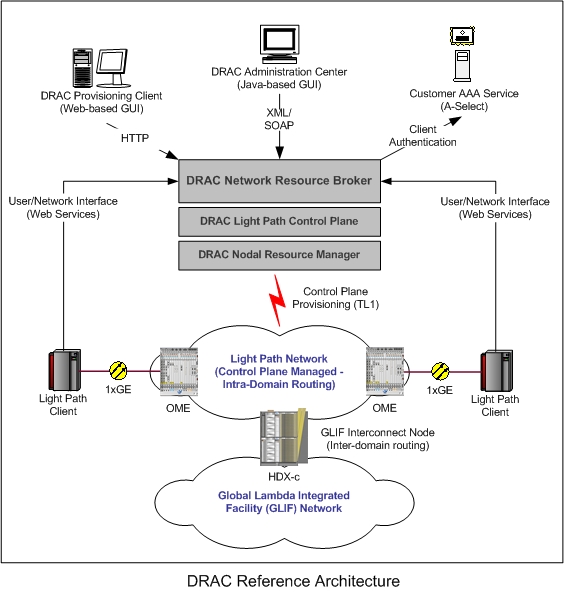 DRAC Provisioning Client
(Web-based GUI)
DRAC Administration Center
(Java-based GUI)
Customer AAA Service
(A-Select)
HTTP
XML/
SOAP
Client
Authentication
DRAC Network Resource Broker
User/Network Interface
(Web Services)
User/Network Interface
(Web Services)
DRAC Light Path Control Plane
DRAC Nodal Resource Manager
Control Plane
Provisioning (TL1)
Light Path Network
(Control Plane Managed -
Intra-Domain Routing)
Light Path
Client
1xGE
OME
OME
1xGE
Light Path
Client
GLIF Interconnect Node
(Inter-domain routing)
HDX-c
Global Lambda Integrated
Facility (GLIF) Network
DRAC Reference Architecture